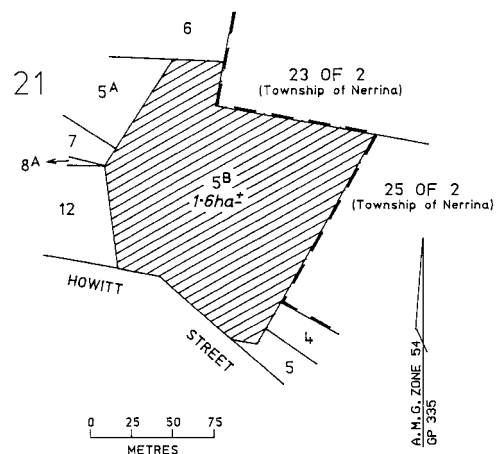 6
21
5A
23 OF 2
(Township of Nerrina)
7
8A
5B
1·6ha±
25 OF 2
(Township of Nerrina)
12
HOWITT
STREET
4
5
A.M.G. ZONE 54
GP 335
0 25 50 75
METRES